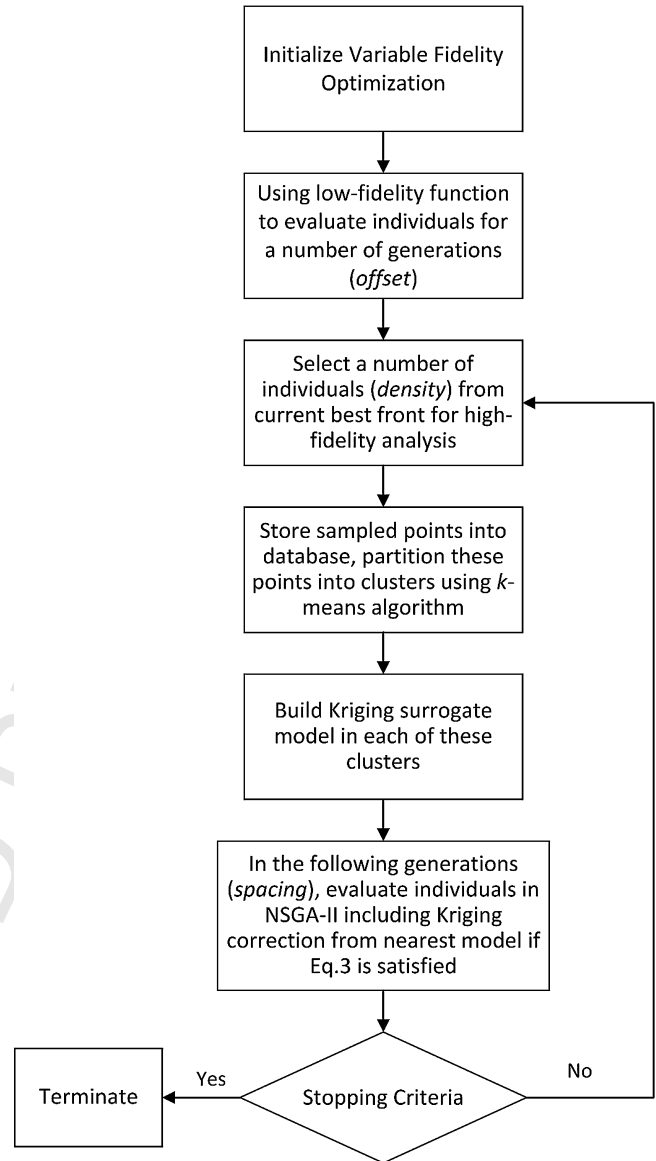 Initialize Variable Fidelity
Optimization
Using low-fidelity function
to evaluate individuals for
a number of generations
(offset)
Select a number of
individuals (density) from
current best front for high-
fidelity analysis
Store sampled points into
database, partition these
points into clusters using k-
means algorithm
Build Kriging surrogate
model in each of these
clusters
In the following generations
(spacing), evaluate individuals in
NSGA-II including Kriging
correction from nearest model if
Eq.3 is satisfied
Stopping Criteria
Yes
No
Terminate